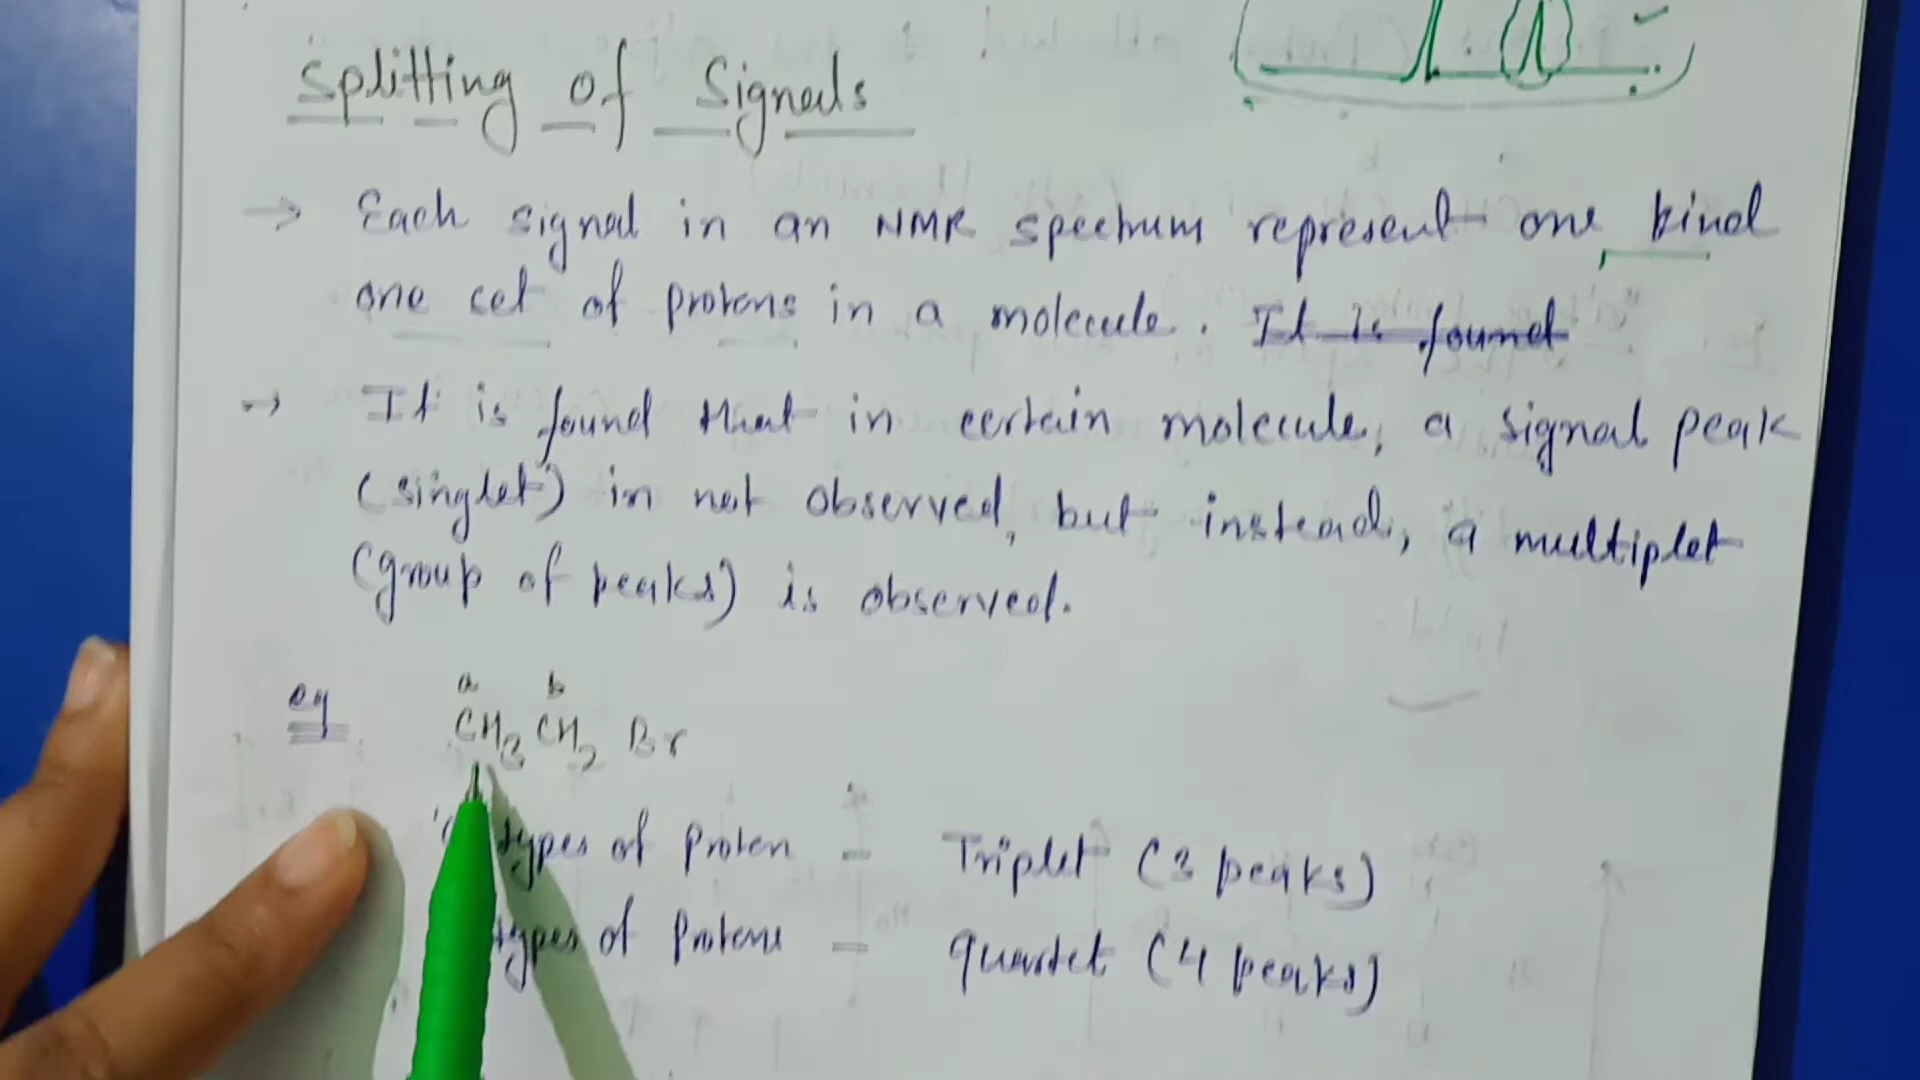 Splitting of Signals
→ Each signal in an NMR spectrum represent one kind
one set of protons in a molecule. It is found
→ It is found that in certain molecule, a signal peak
(singlet) in not observed, but instead, a multiplet
(group of peaks) is observed.
a b
eg CH3 CH2 Br
types of proton - Triplet (3 peaks)
types of Protons - quartet (4 peaks)